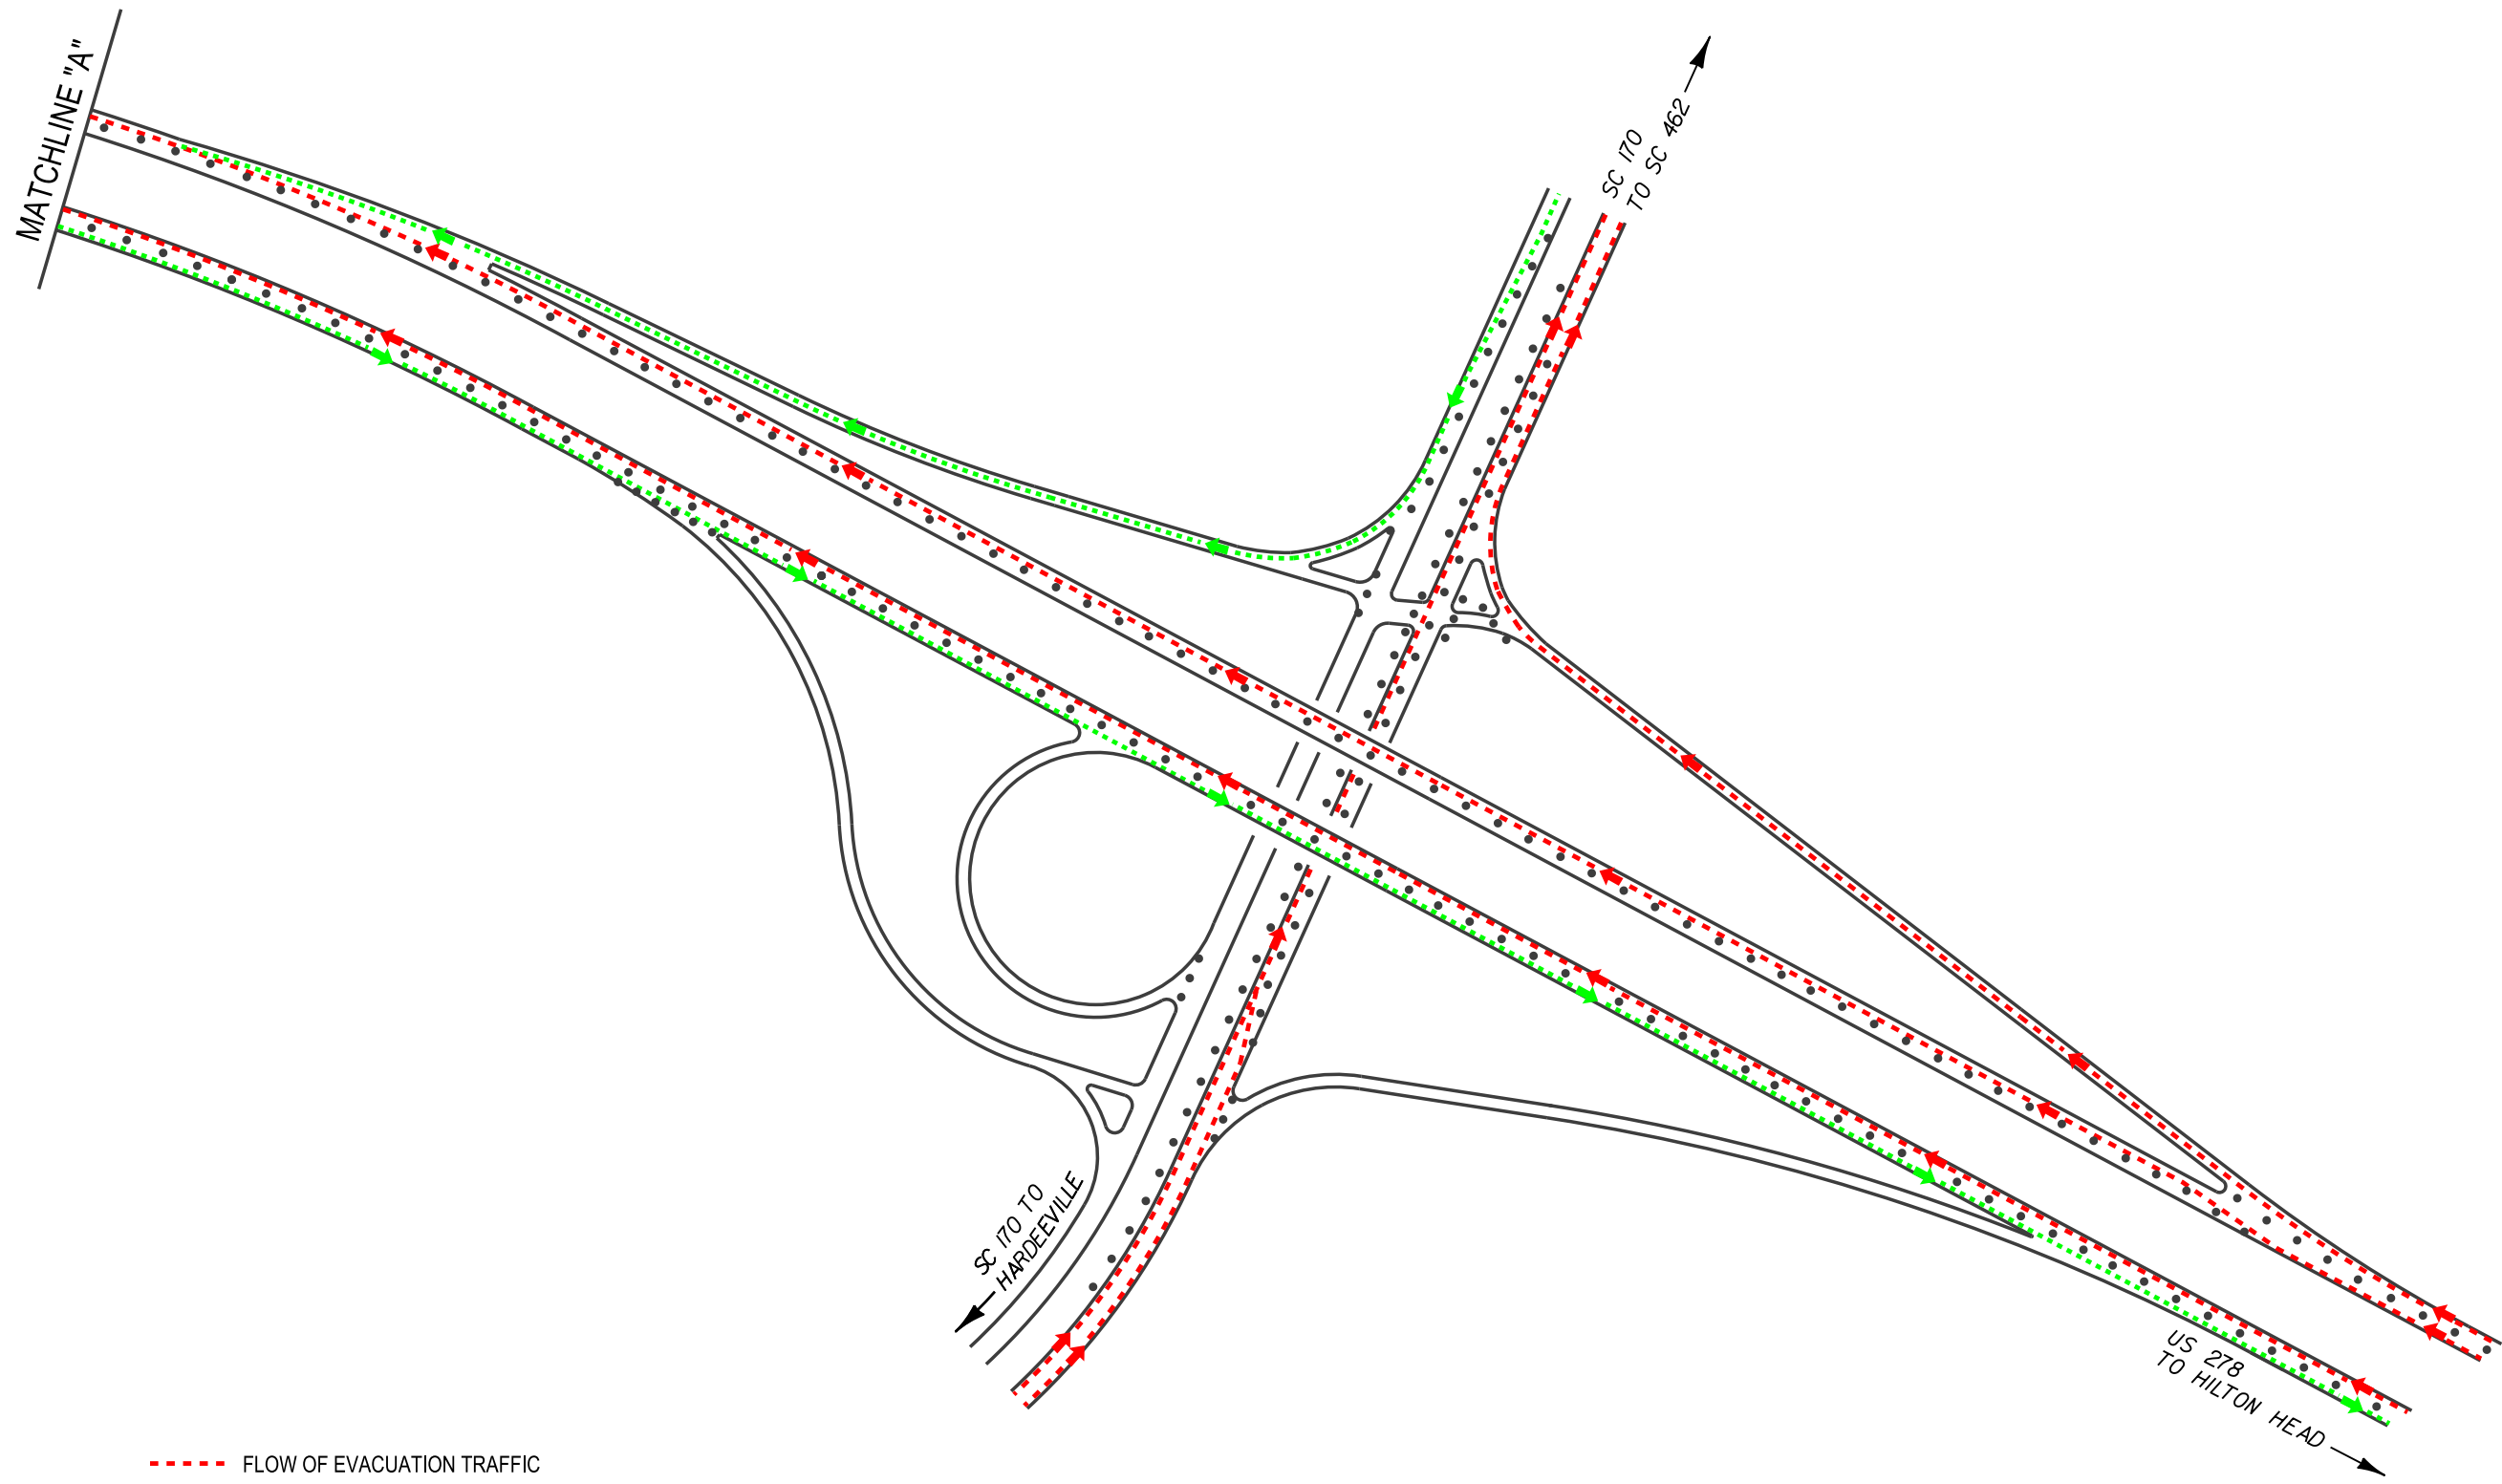 MATCHLINE "A"
SC 170
TO SC 462
SC 170 TO
HARDEEVILLE
US 278
TO HILTON HEAD
FLOW OF EVACUATION TRAFFIC